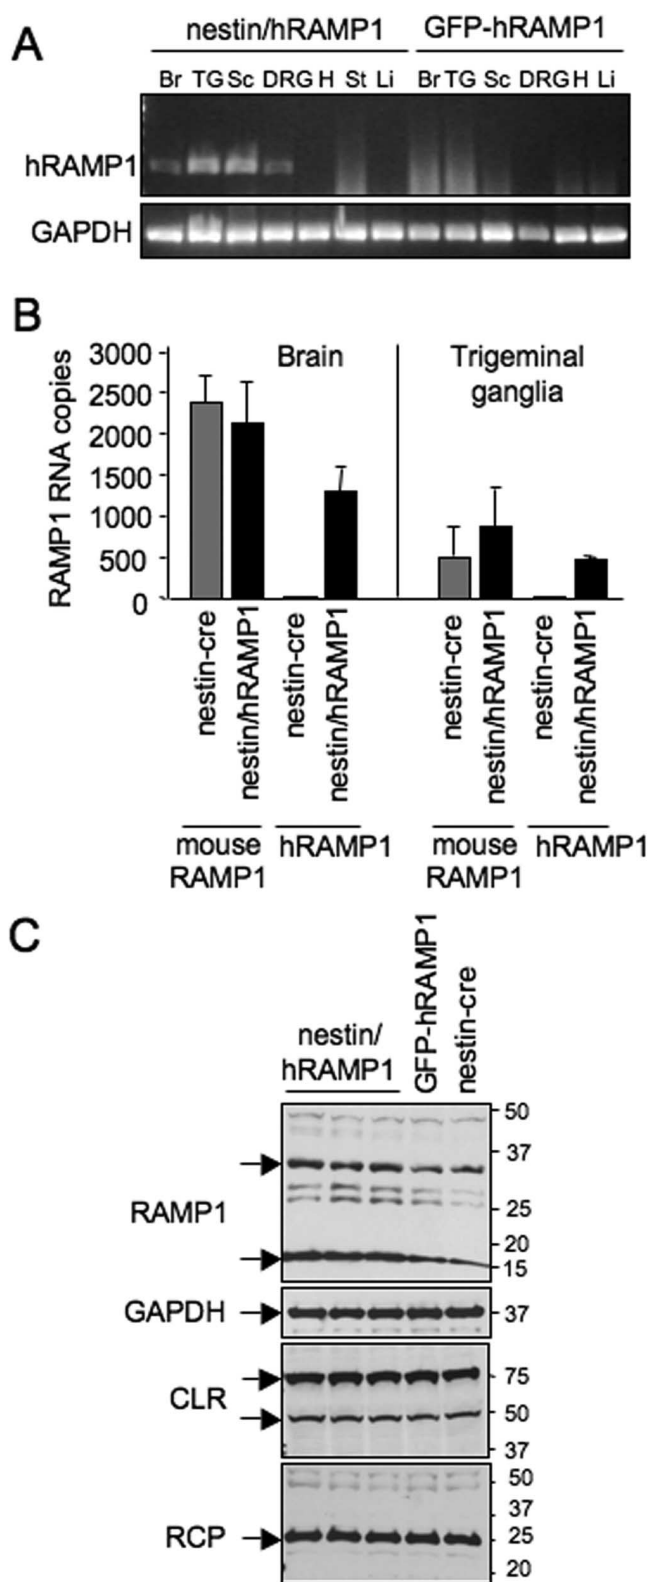 A
nestin/hRAMP1 GFP-hRAMP1
Br TG Sc DRG H St Li Br TG Sc DRG H Li
hRAMP1
GAPDH
B
RAMP1 RNA copies
3000
2500
2000
1500
1000
500
0
Brain
Trigeminal
ganglia
nestin-cre
nestin/hRAMP1
nestin-cre
nestin/hRAMP1
nestin-cre
nestin/hRAMP1
nestin-cre
nestin/hRAMP1
mouse
RAMP1
hRAMP1
mouse
RAMP1
hRAMP1
C
nestin/
hRAMP1
GFP-hRAMP1
nestin-cre
RAMP1
50
37
25
20
15
GAPDH
37
CLR
75
50
37
RCP
50
37
25
20